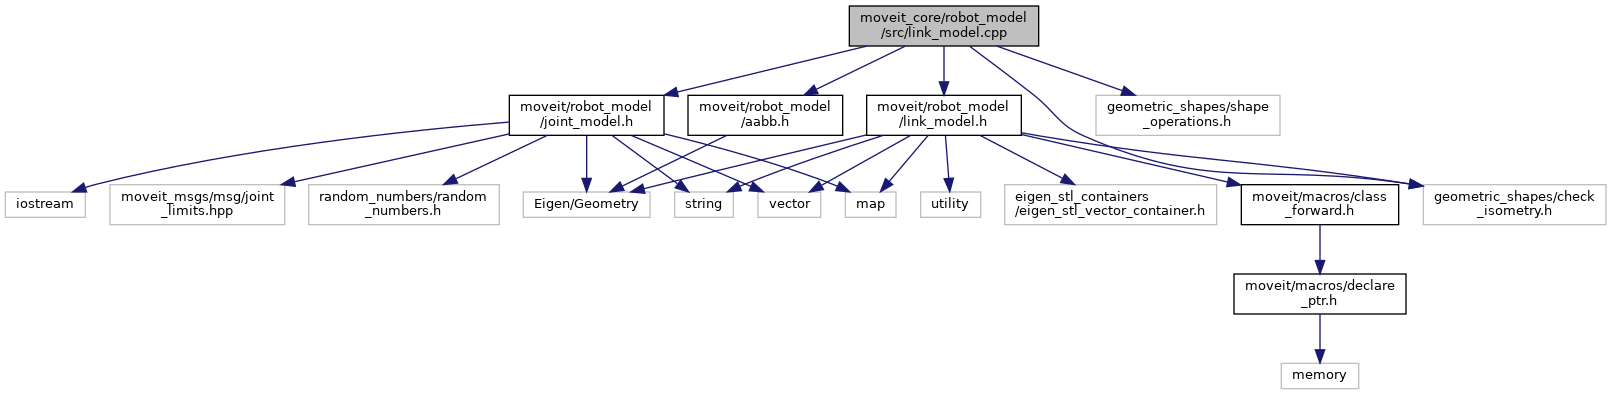 moveit_core/robot_model
/src/link_model.cpp
moveit/robot_model
/joint_model.h
moveit/robot_model
/aabb.h
moveit/robot_model
/link_model.h
geometric_shapes/shape
_operations.h
iostream
moveit_msgs/msg/joint
_limits.hpp
random_numbers/random
_numbers.h
Eigen/Geometry
string
vector
map
utility
eigen_stl_containers
/eigen_stl_vector_container.h
moveit/macros/class
_forward.h
geometric_shapes/check
_isometry.h
moveit/macros/declare
_ptr.h
memory